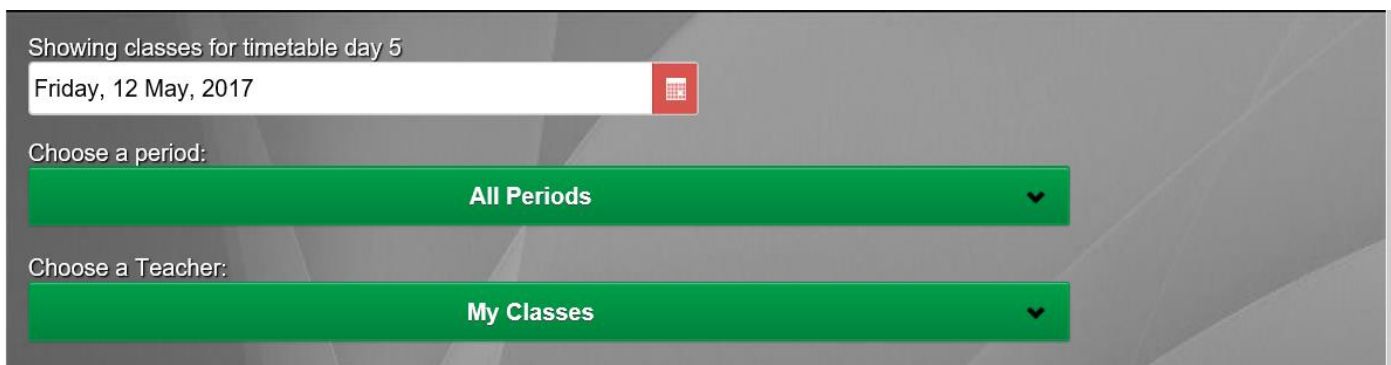 Showing classes for timetable day 5
Friday, 12 May, 2017
Choose a period:
All Periods
Choose a Teacher:
My Classes